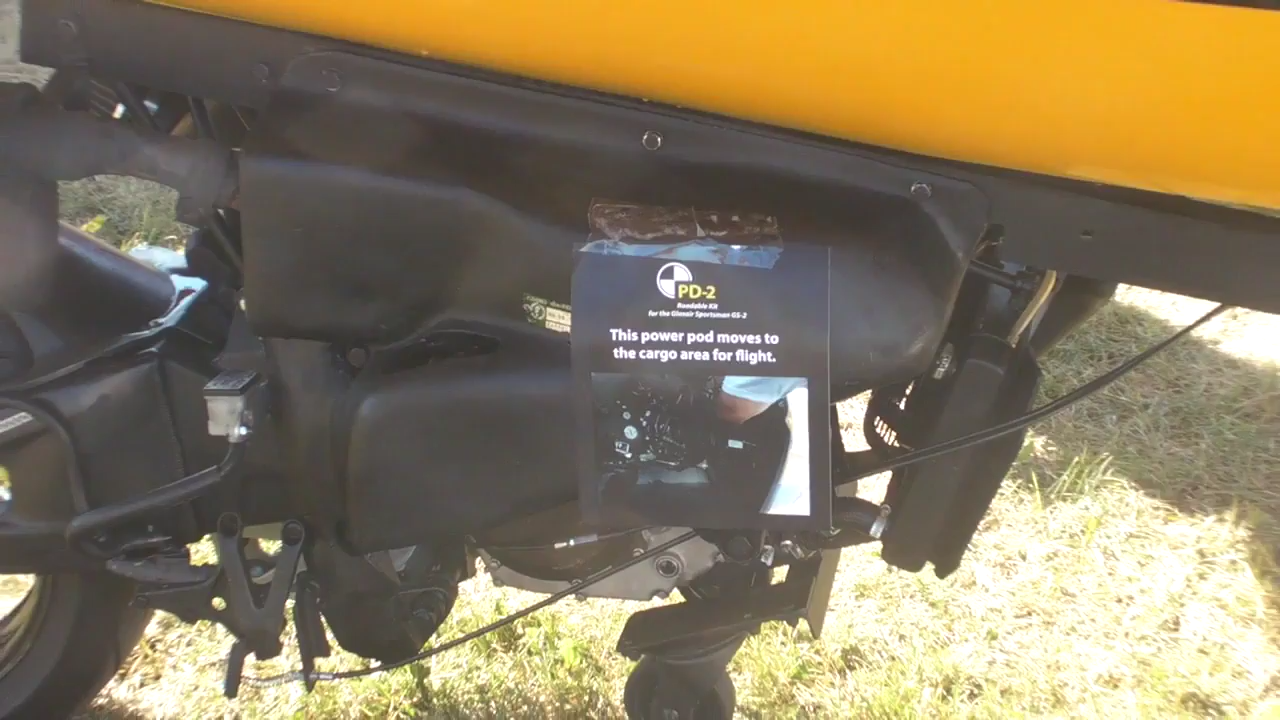 PD-2
Roadable Kit
for the Glasair Sportsman GS-2
This power pod moves to
the cargo area for flight.